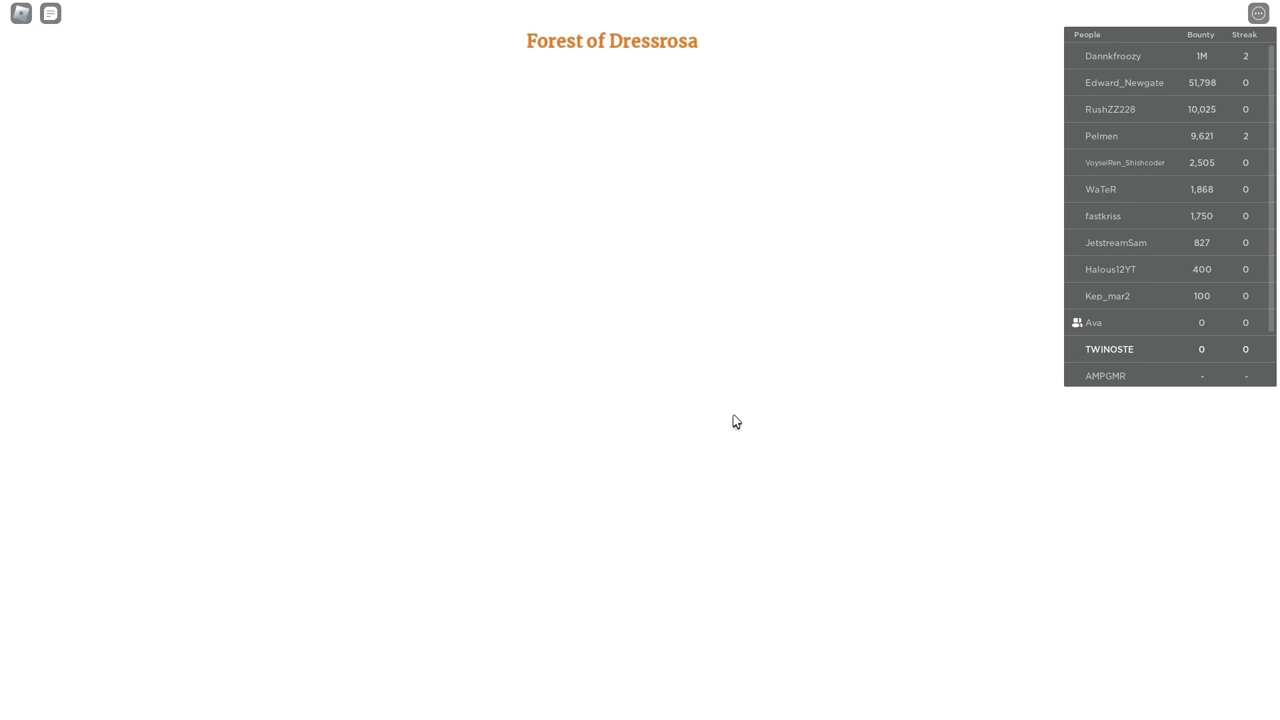 Forest of Dressrosa
People Bounty Streak
Dannkfroozy 1M 2
Edward_Newgate 51,798 0
RushZZ228 10,025 0
Pelmen 9,621 2
VoyseiRen_Shishcoder 2,505 0
WaTeR 1,868 0
fastkriss 1,750 0
JetstreamSam 827 0
Halous12YT 400 0
Kep_mar2 100 0
Ava 0 0
TWINOSTE 0 0
AMPGMR - -